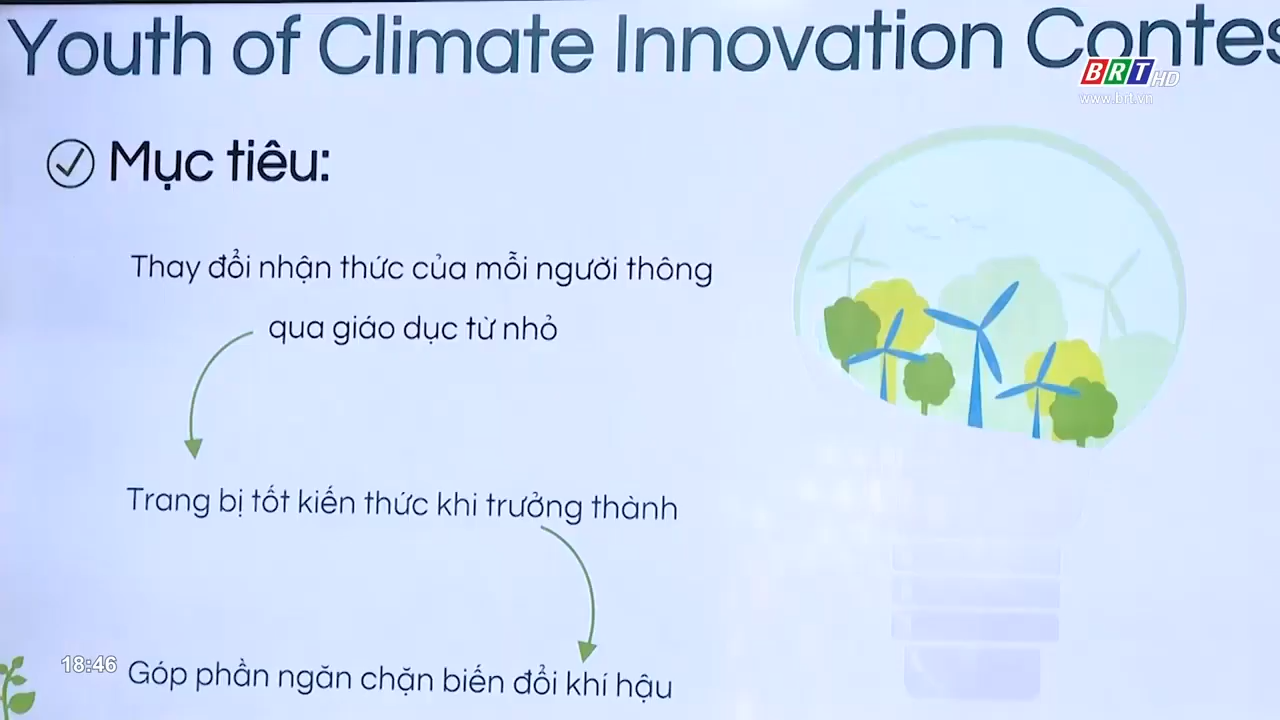 Youth of Climate Innovation Contes
BRT HD
www.brt.vn
Mục tiêu:
Thay đổi nhận thức của mỗi người thông
qua giáo dục từ nhỏ
Trang bị tốt kiến thức khi trưởng thành
18:46
Góp phần ngăn chặn biến đổi khí hậu